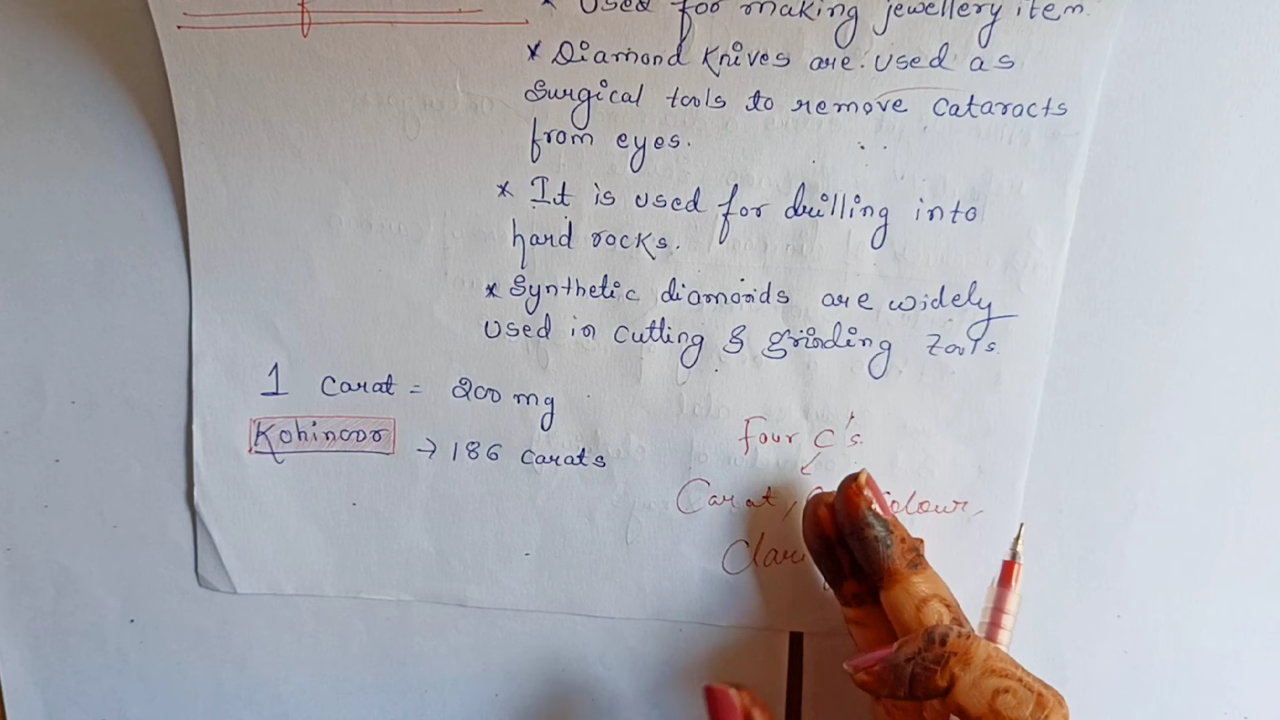 * Used for making jewellery item.
* Diamond knives are used as
Surgical tools to remove cataracts
from eyes.
* It is used for drilling into
hard rocks.
* Synthetic diamonds are widely
used in cutting & grinding tools.
1 Carat = 200 mg
Kohinoor → 186 carats
Four C's
Carat, colour,